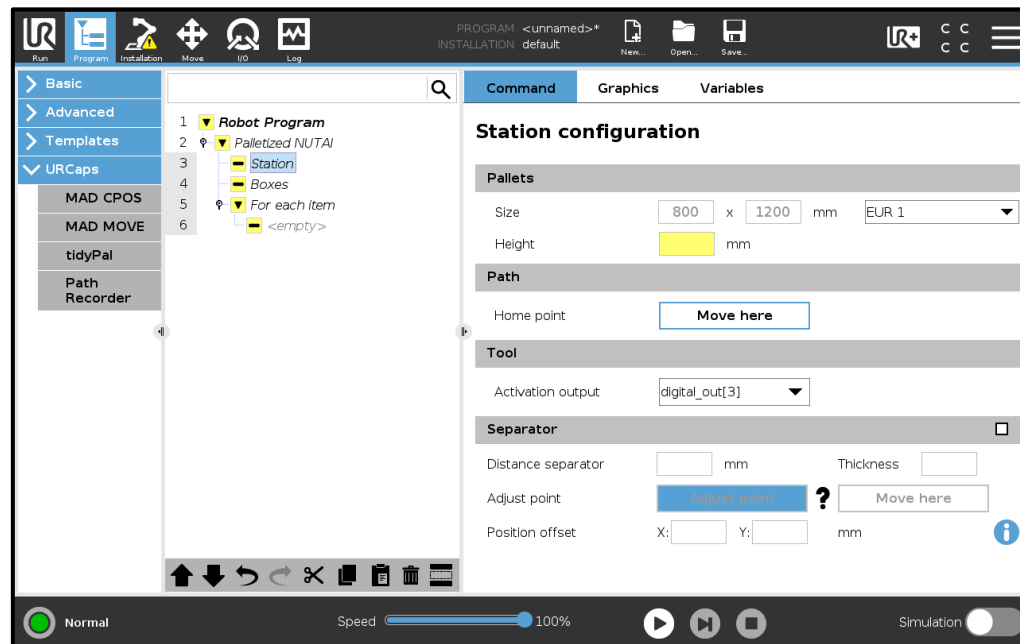 PROGRAM <unnamed>*
INSTALLATION default
UR
Run
Program
Installation
Move
I/O
Log
New...
Open...
Save...
UR+
C C
C C
Basic
Advanced
Templates
URCaps
MAD CPOS
MAD MOVE
tidyPal
Path
Recorder
1 Robot Program
2 Palletized NUTAI
3 Station
4 Boxes
5 For each item
6 <empty>
Command Graphics Variables
Station configuration
Pallets
Size 800 x 1200 mm EUR 1
Height mm
Path
Home point Move here
Tool
Activation output digital_out[3]
Separator
Distance separator mm Thickness
Adjust point Adjust point ? Move here
Position offset X: Y: mm i
Normal Speed 100% Simulation